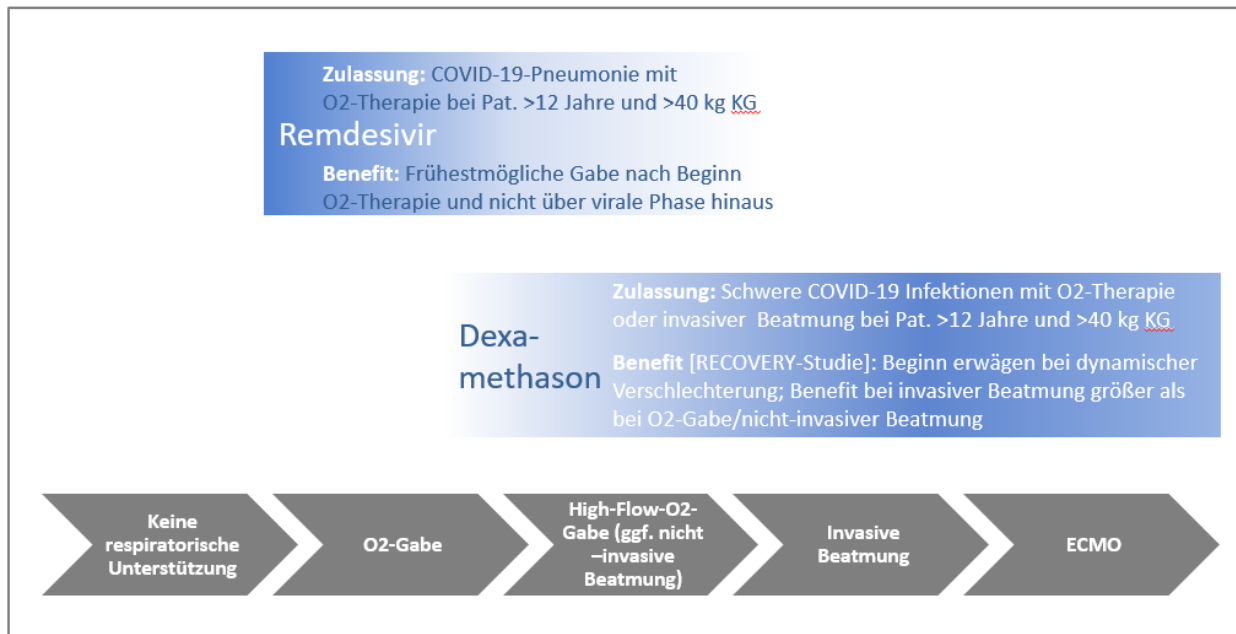 Zulassung: COVID-19-Pneumonie mit
O2-Therapie bei Pat. >12 Jahre und >40 kg KG
Remdesivir
Benefit: Frühestmögliche Gabe nach Beginn
O2-Therapie und nicht über virale Phase hinaus
Zulassung: Schwere COVID-19 Infektionen mit O2-Therapie
oder invasiver Beatmung bei Pat. >12 Jahre und >40 kg KG
Dexa-
methason
Benefit [RECOVERY-Studie]: Beginn erwägen bei dynamischer
Verschlechterung; Benefit bei invasiver Beatmung größer als
bei O2-Gabe/nicht-invasiver Beatmung
Keine
respiratorische
Unterstützung
O2-Gabe
High-Flow-O2-
Gabe (ggf. nicht
–invasive
Beatmung)
Invasive
Beatmung
ECMO